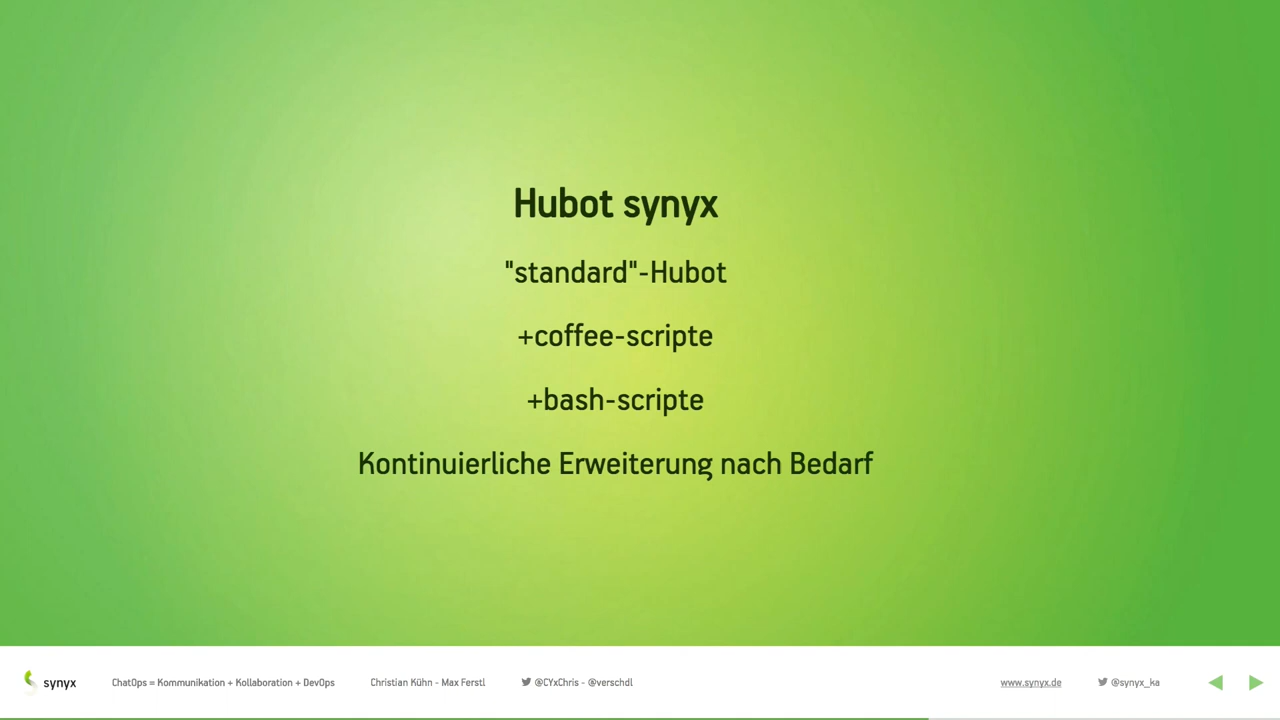 Hubot synyx
"standard"-Hubot
+coffee-scripte
+bash-scripte
Kontinuierliche Erweiterung nach Bedarf
synyx ChatOps = Kommunikation + Kollaboration + DevOps Christian Kühn - Max Ferstl @CYxChris - @verschdl www.synyx.de @synyx_ka